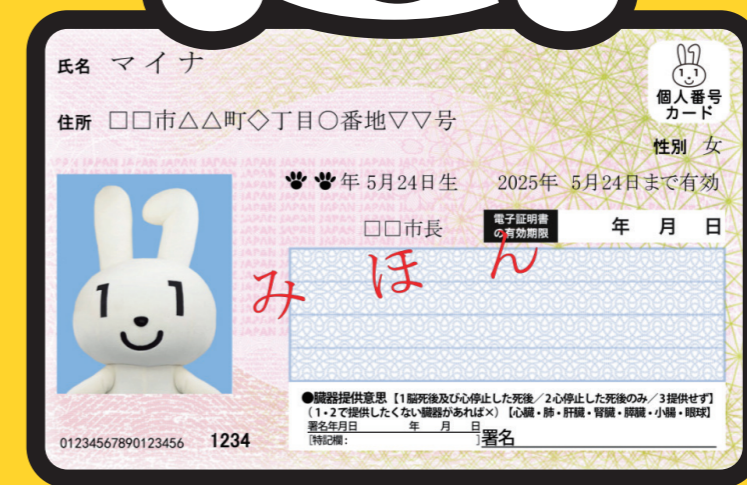 氏名 マイナ
個人番号
カード
住所 □□市△△町◇丁目○番地▽▽号
性別 女
年 5月24日生 2025年 5月24日まで有効
□□市長 電子証明書の有効期限 年 月 日
みほん
●臓器提供意思【1脳死後及び心停止した死後／2心停止した死後のみ／3提供せず】
（1・2で提供したくない臓器があれば×）【心臓・肺・肝臓・腎臓・膵臓・小腸・眼球】
署名年月日 年 月 日
[特記欄： ]署名
01234567890123456 1234
JAPAN JAPAN JAPAN JAPAN JAPAN